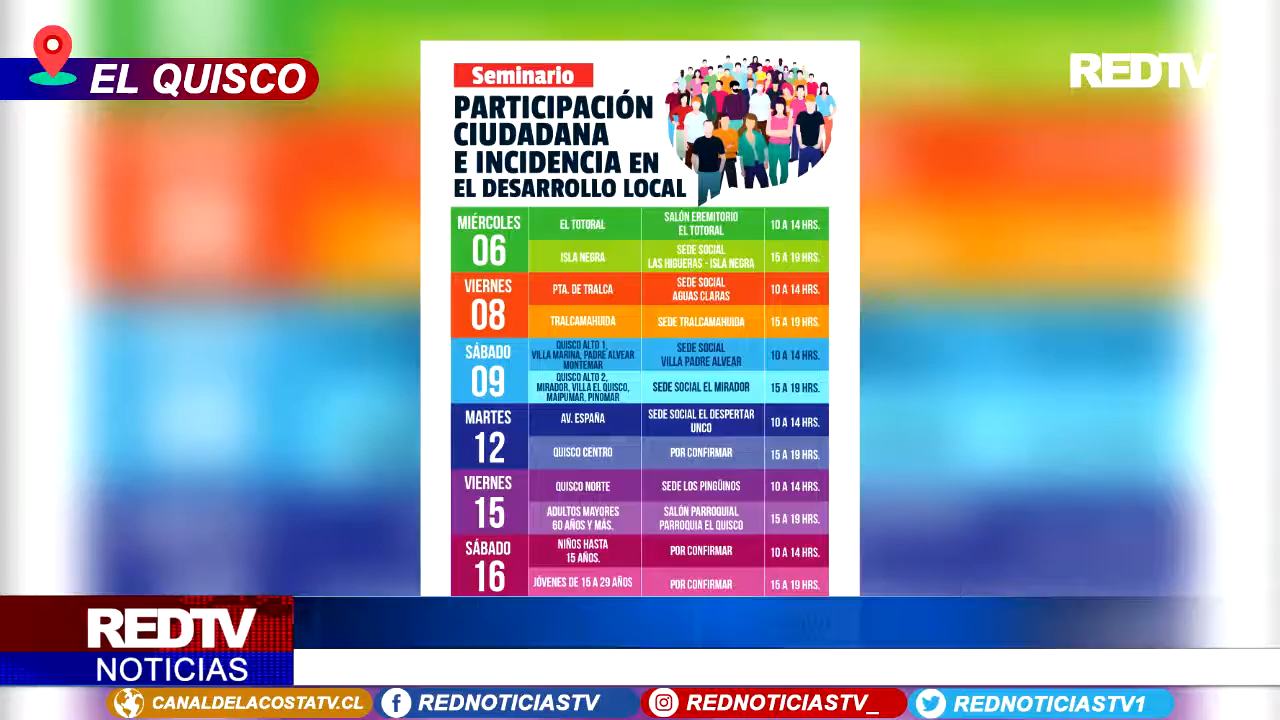 EL QUISCO
REDTV
Seminario
PARTICIPACIÓN
CIUDADANA
E INCIDENCIA EN
EL DESARROLLO LOCAL
MIÉRCOLES
06
EL TOTORAL
SALÓN EREMITORIO
EL TOTORAL
10 A 14 HRS.
ISLA NEGRA
SEDE SOCIAL
LAS HIGUERAS - ISLA NEGRA
15 A 19 HRS.
VIERNES
08
PTA. DE TRALCA
SEDE SOCIAL
AGUAS CLARAS
10 A 14 HRS.
TRALCAMAHUIDA
SEDE TRALCAMAHUIDA
15 A 19 HRS.
SÁBADO
09
QUISCO ALTO 1,
VILLA MARINA, PADRE ALVEAR
MONTEMAR
SEDE SOCIAL
VILLA PADRE ALVEAR
10 A 14 HRS.
QUISCO ALTO 2,
MIRADOR, VILLA EL QUISCO,
MAIPUMAR, PINOMAR
SEDE SOCIAL EL MIRADOR
15 A 19 HRS.
MARTES
12
AV. ESPAÑA
SEDE SOCIAL EL DESPERTAR
UNCO
10 A 14 HRS.
QUISCO CENTRO
POR CONFIRMAR
15 A 19 HRS.
VIERNES
15
QUISCO NORTE
SEDE LOS PINGÜINOS
10 A 14 HRS.
ADULTOS MAYORES
60 AÑOS Y MÁS.
SALÓN PARROQUIAL
PARROQUIA EL QUISCO
15 A 19 HRS.
SÁBADO
16
NIÑOS HASTA
15 AÑOS.
POR CONFIRMAR
10 A 14 HRS.
JÓVENES DE 16 A 29 AÑOS
POR CONFIRMAR
15 A 19 HRS.
REDTV
NOTICIAS
CANALDELACOSTATV.CL
REDNOTICIASTV
REDNOTICIASTV_
REDNOTICIASTV1